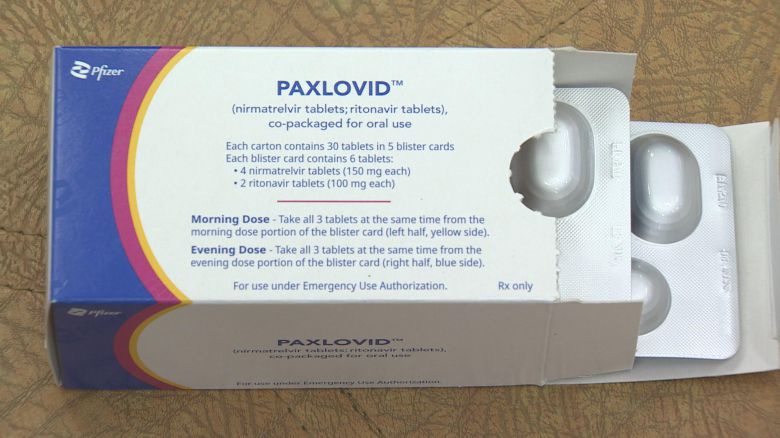 Pfizer
PAXLOVID™
(nirmatrelvir tablets; ritonavir tablets),
co-packaged for oral use
Each carton contains 30 tablets in 5 blister cards
Each blister card contains 6 tablets:
• 4 nirmatrelvir tablets (150 mg each)
• 2 ritonavir tablets (100 mg each)
Morning Dose - Take all 3 tablets at the same time from the
morning dose portion of the blister card (left half, yellow side).
Evening Dose - Take all 3 tablets at the same time from the
evening dose portion of the blister card (right half, blue side).
For use under Emergency Use Authorization. Rx only
Pfizer
PAXLOVID™
(nirmatrelvir tablets; ritonavir tablets),
co-packaged for oral use
For use under Emergency Use Authorization.